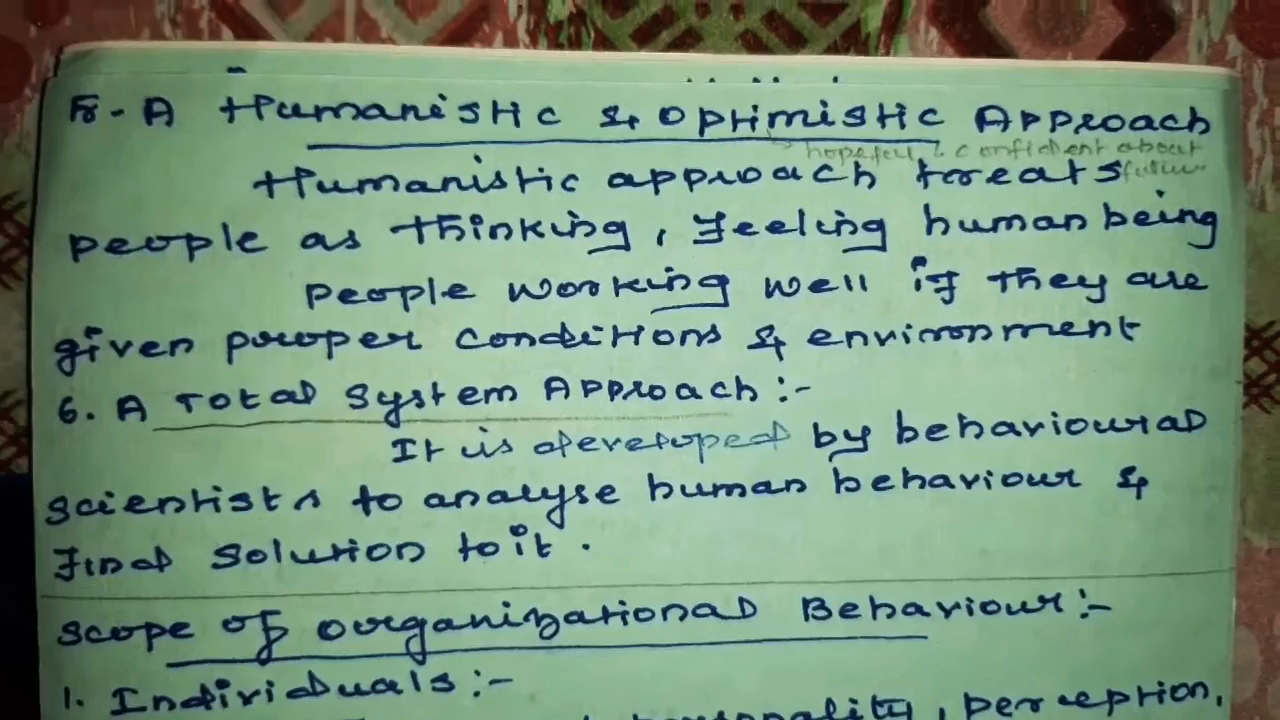 5. A Humanistic & Optimistic Approach
hopeful & confident about
future
Humanistic approach treats
people as thinking, feeling human being
People working well if they are
given proper conditions & environment
6. A Total System Approach :-
It is developed by behavioural
scientists to analyse human behaviour &
find solution to it.
Scope of Organizational Behaviour :-
1. Individuals :-
personality, perception,